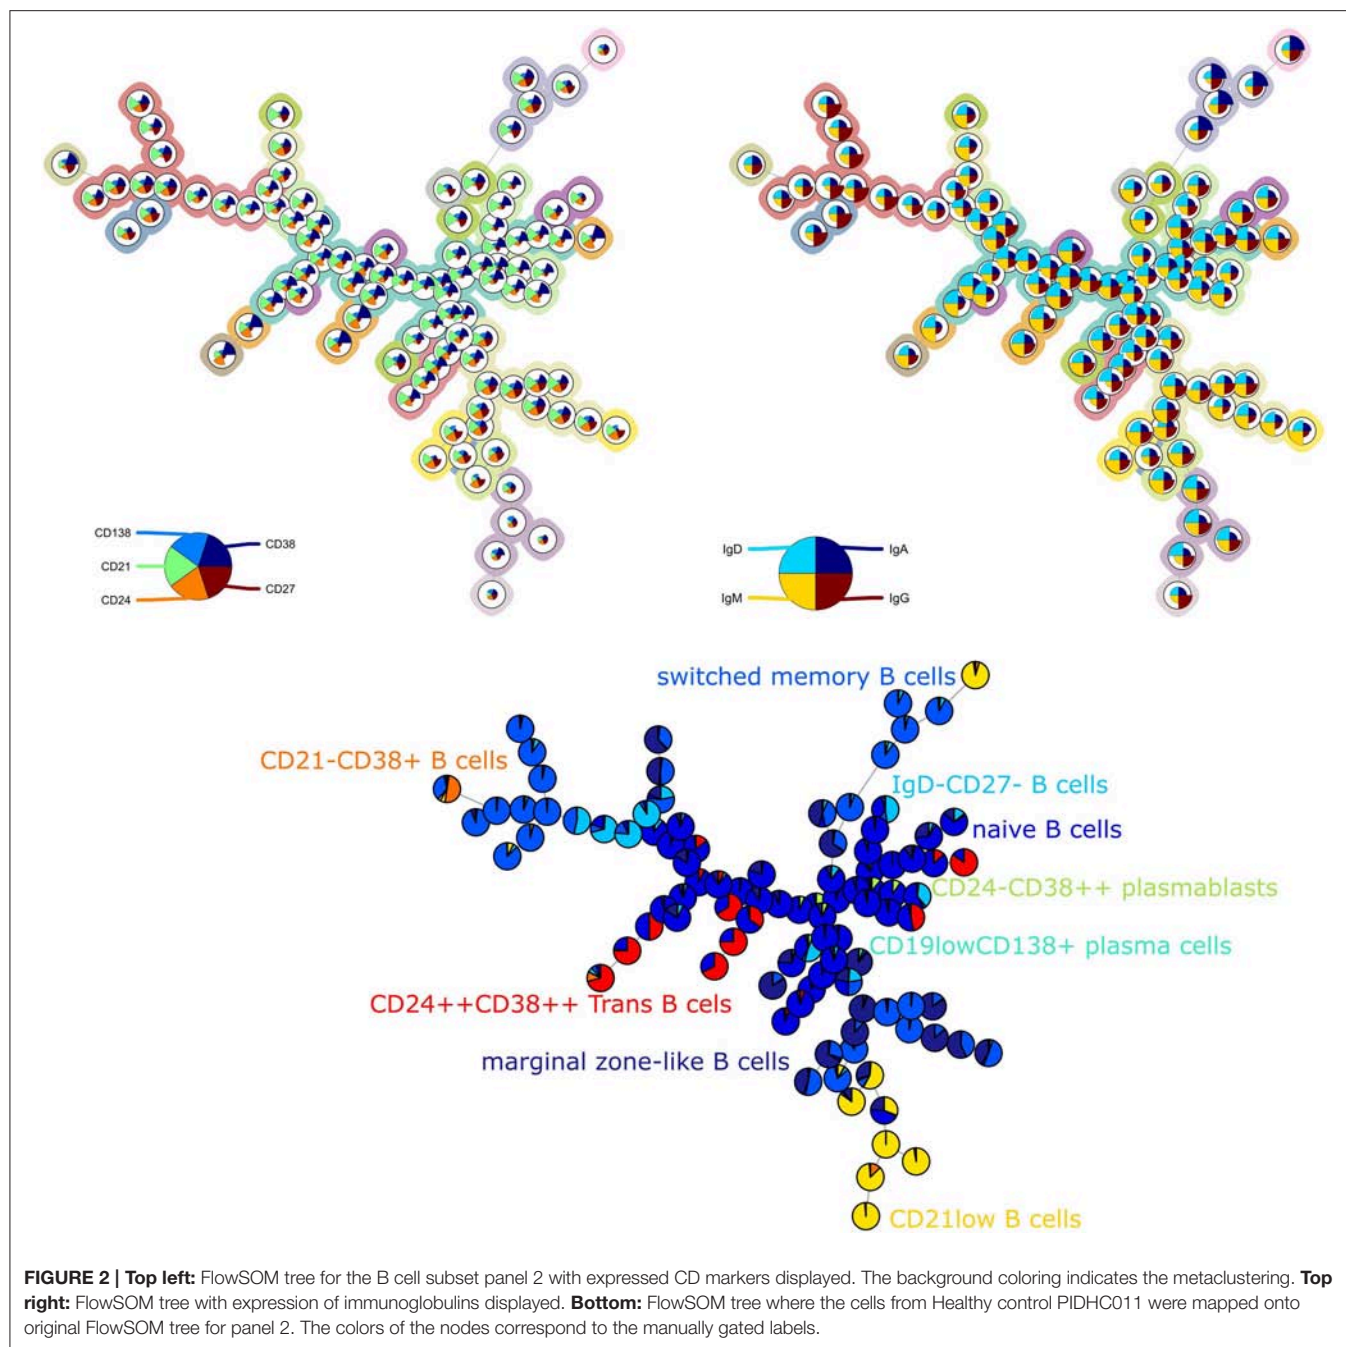 CD138
CD38
CD21
CD24
CD27
IgD
IgA
IgM
IgG
switched memory B cells
CD21-CD38+ B cells
IgD-CD27- B cells
naive B cells
CD24-CD38++ plasmablasts
CD19lowCD138+ plasma cells
CD24++CD38++ Trans B cels
marginal zone-like B cells
CD21low B cells
FIGURE 2 | Top left: FlowSOM tree for the B cell subset panel 2 with expressed CD markers displayed. The background coloring indicates the metaclustering. Top
right: FlowSOM tree with expression of immunoglobulins displayed. Bottom: FlowSOM tree where the cells from Healthy control PIDHC011 were mapped onto
original FlowSOM tree for panel 2. The colors of the nodes correspond to the manually gated labels.